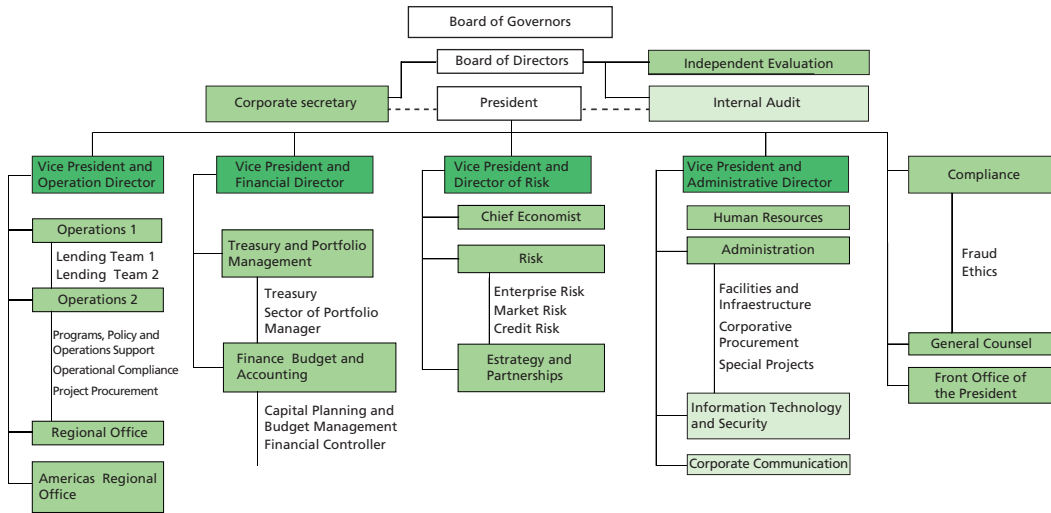 Board of Governors
Board of Directors
Independent Evaluation
Corporate secretary
President
Internal Audit
Vice President and
Operation Director
Operations 1
Lending Team 1
Lending Team 2
Operations 2
Programs, Policy and
Operations Support
Operational Compliance
Project Procurement
Regional Office
Americas Regional
Office
Vice President and
Financial Director
Treasury and Portfolio
Management
Treasury
Sector of Portfolio
Manager
Finance Budget and
Accounting
Capital Planning and
Budget Management
Financial Controller
Vice President and
Director of Risk
Chief Economist
Risk
Enterprise Risk
Market Risk
Credit Risk
Estrategy and
Partnerships
Vice President and
Administrative Director
Human Resources
Administration
Facilities and
Infraestructure
Corporative
Procurement
Special Projects
Information Technology
and Security
Corporate Communication
Compliance
Fraud
Ethics
General Counsel
Front Office of
the President